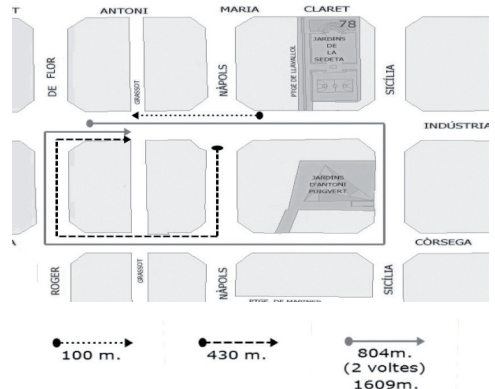 T
ANTONI
MARIA
CLARET
78
JARDINS
DE
LA
SEDETA
DE FLOR
GRASSOT
NÀPOLS
PTGE DE LLAVALLOL
SICÍLIA
INDÚSTRIA
JARDINS
D'ANTONI
PUIGVERT
A
CÒRSEGA
ROGER
GRASSOT
NÀPOLS
SICÍLIA
PTGE. DE MARINER
100 m.
430 m.
804m.
(2 voltes)
1609m.